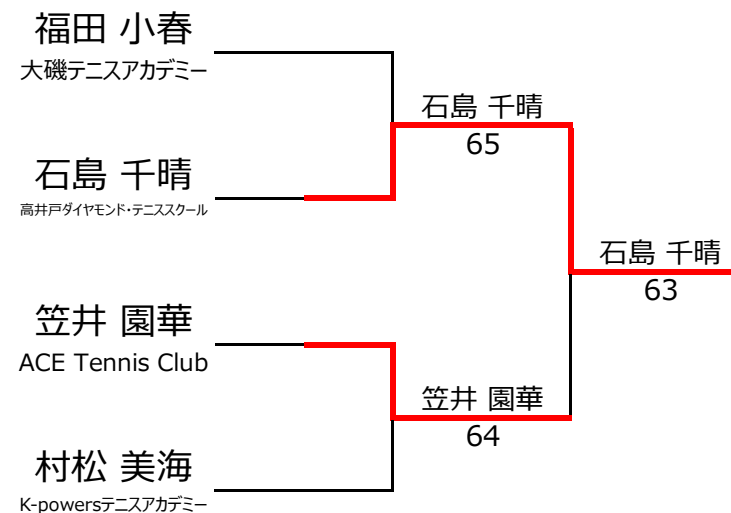 福田 小春
大磯テニスアカデミー
石島 千晴
65
石島 千晴
高井戸ダイヤモンド・テニススクール
石島 千晴
63
笠井 園華
ACE Tennis Club
笠井 園華
64
村松 美海
K-powersテニスアカデミー